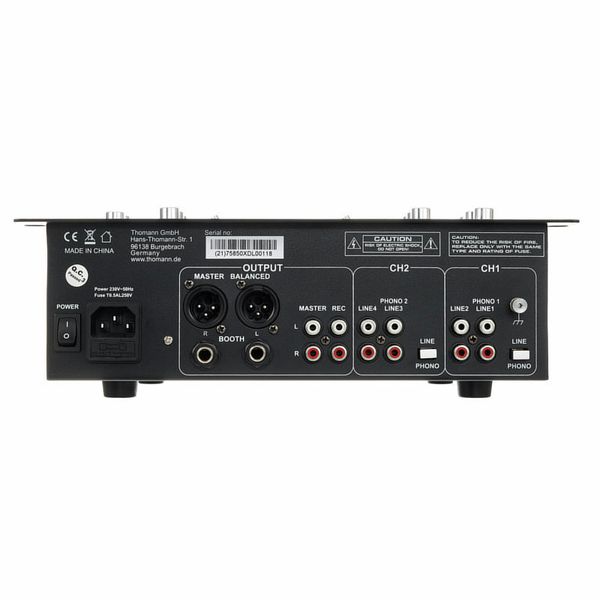 CE
MADE IN CHINA
Thomann GmbH
Hans-Thomann-Str. 1
96138 Burgebrach
Germany
www.thomann.de
Serial no:
(21)75850XDL00118
CAUTION
RISK OF ELECTRIC SHOCK
DO NOT OPEN!
CAUTION:
TO REDUCE THE RISK OF FIRE,
REPLACE ONLY WITH THE SAME
TYPE AND RATING OF FUSE.
Q.C.
Power 230V~50Hz
Fuse T0.5AL250V
POWER
I
O
OUTPUT
MASTER BALANCED
R L
BOOTH
MASTER REC
L
R
CH2
PHONO 2
LINE4 LINE3
LINE
PHONO
CH1
PHONO 1
LINE2 LINE1
LINE
PHONO